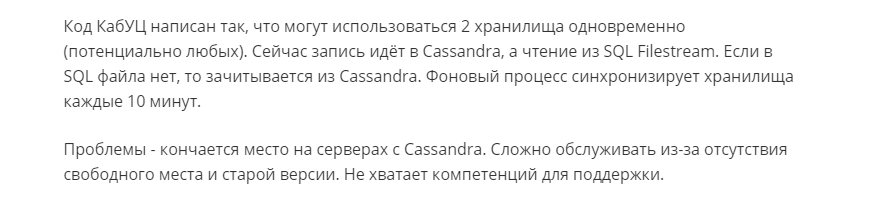 Код КабУЦ написан так, что могут использоваться 2 хранилища одновременно
(потенциально любых). Сейчас запись идёт в Cassandra, а чтение из SQL Filestream. Если в
SQL файла нет, то зачитывается из Cassandra. Фоновый процесс синхронизирует хранилища
каждые 10 минут.
Проблемы - кончается место на серверах с Cassandra. Сложно обслуживать из-за отсутствия
свободного места и старой версии. Не хватает компетенций для поддержки.